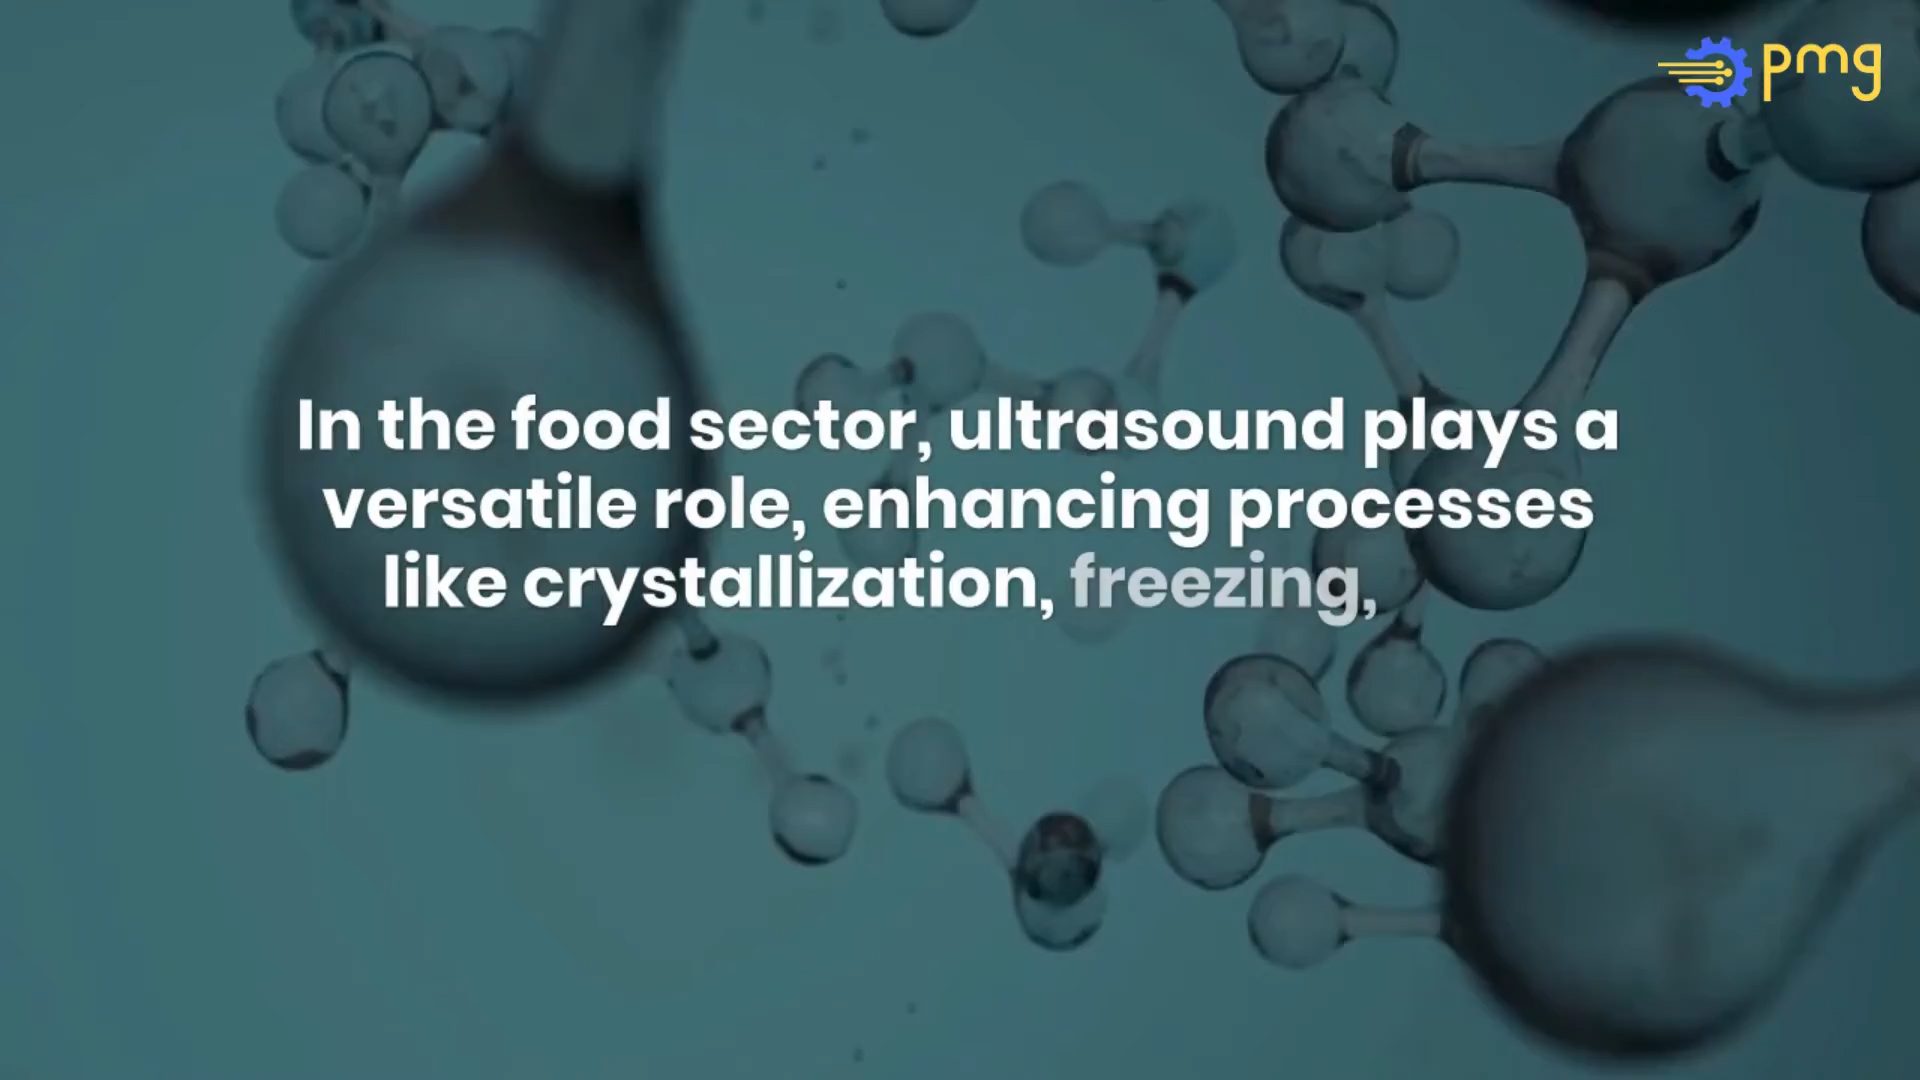 pmg
In the food sector, ultrasound plays a
versatile role, enhancing processes
like crystallization, freezing,